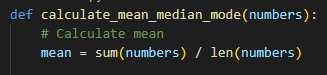 def calculate_mean_median_mode(numbers):
    # Calculate mean
    mean = sum(numbers) / len(numbers)